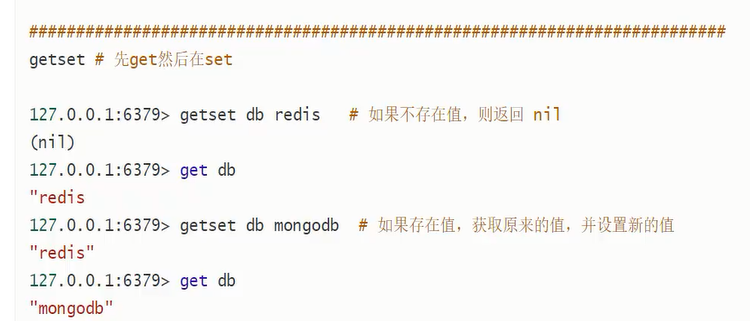 ##########################################################################
getset # 先get然后在set
127.0.0.1:6379> getset db redis # 如果不存在值，则返回 nil
(nil)
127.0.0.1:6379> get db
"redis
127.0.0.1:6379> getset db mongodb # 如果存在值，获取原来的值，并设置新的值
"redis"
127.0.0.1:6379> get db
"mongodb"